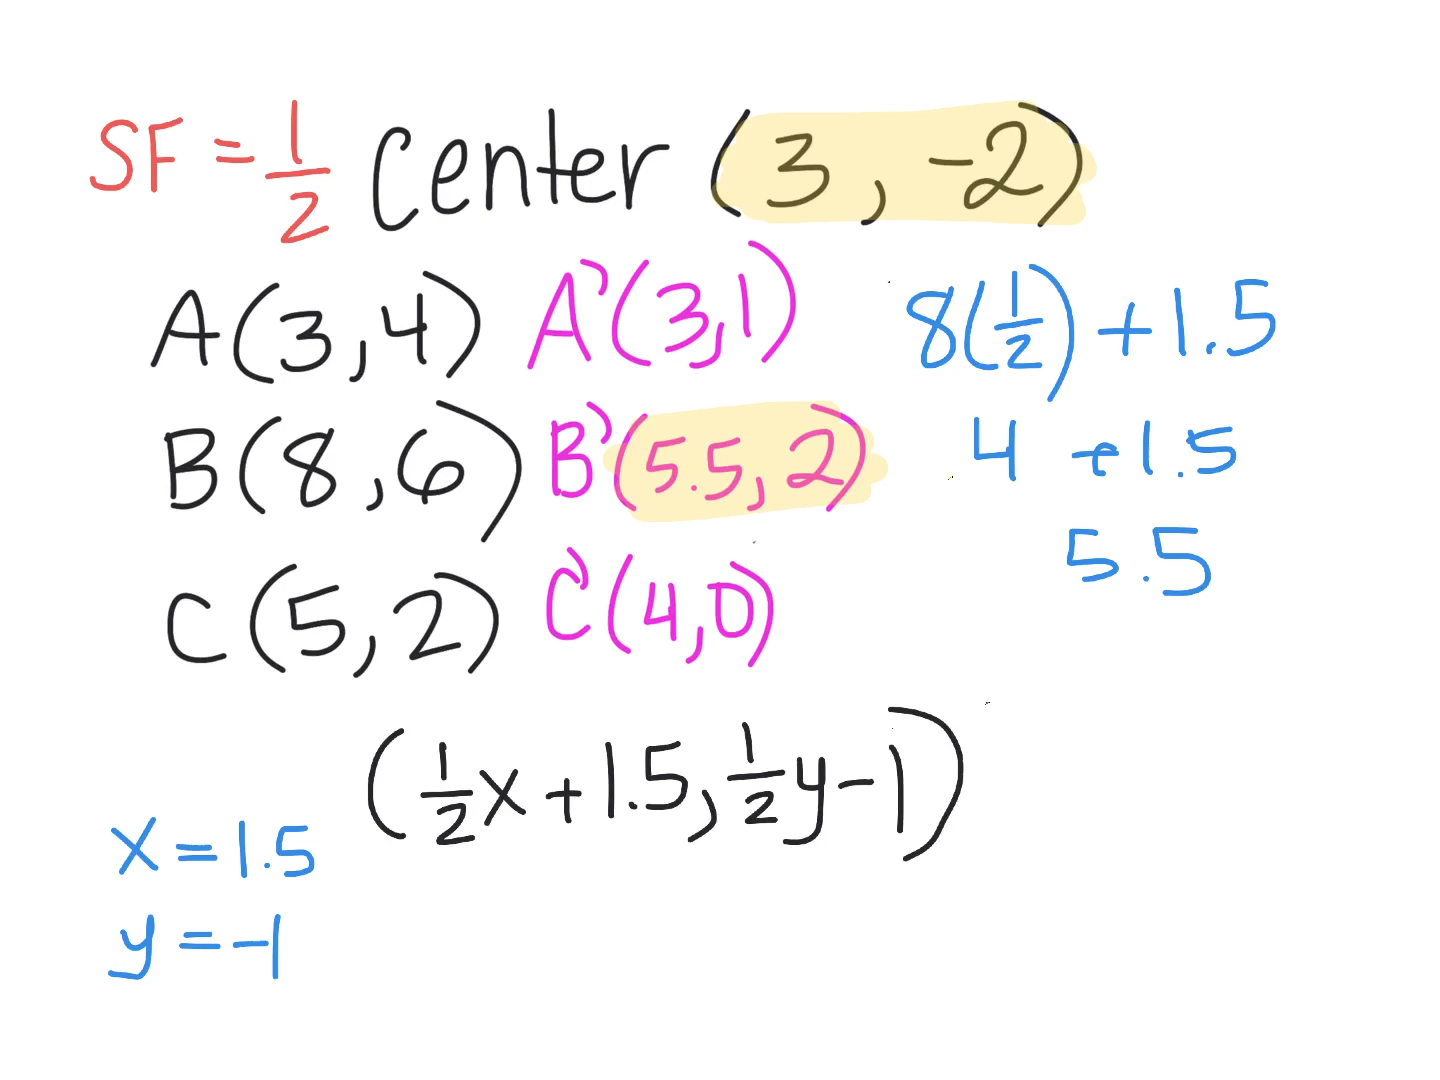 SF = 1/2 Center (3, -2)
A(3,4) A'(3,1) 8(1/2) + 1.5
B(8,6) B'(5.5,2) 4 + 1.5
C(5,2) C'(4,0) 5.5
(1/2x + 1.5, 1/2y - 1)
x = 1.5
y = -1